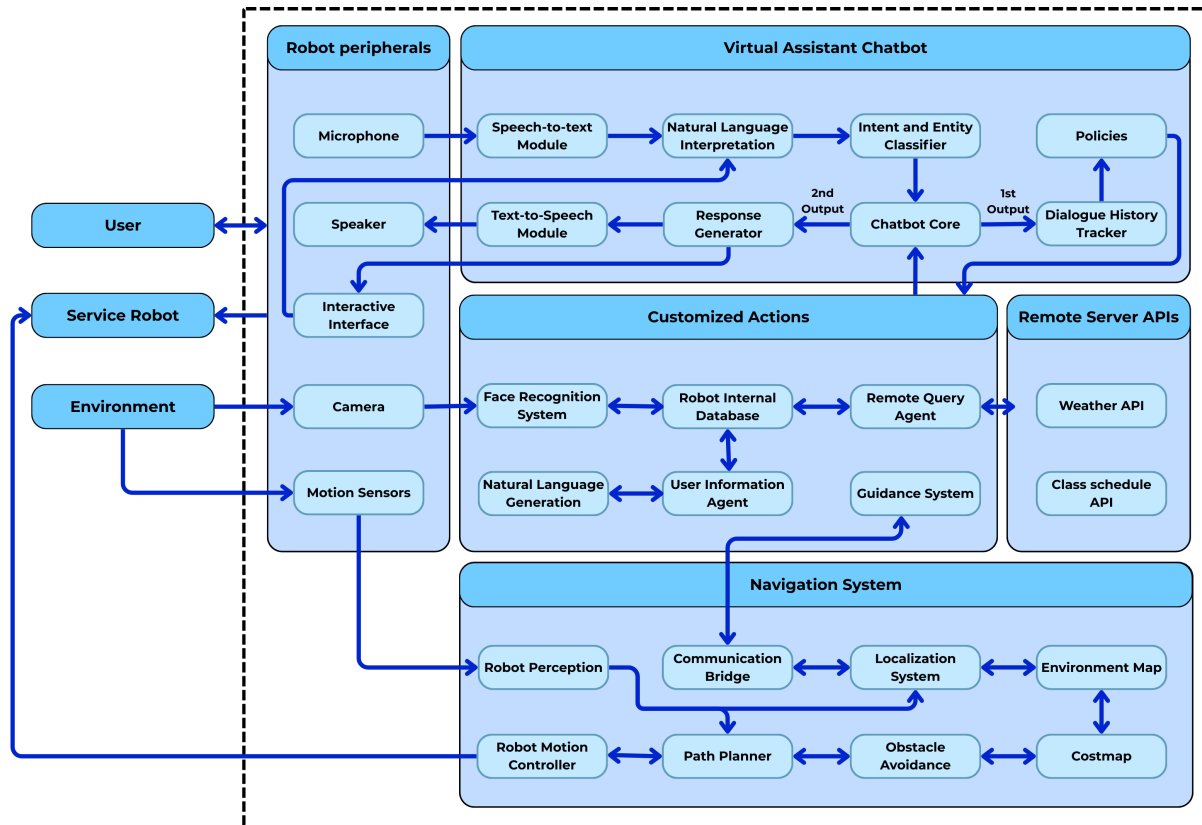 Robot peripherals
Virtual Assistant Chatbot
Microphone
Speech-to-text
Module
Natural Language
Interpretation
Intent and Entity
Classifier
Policies
User
Speaker
Text-to-Speech
Module
Response
Generator
2nd
Output
Chatbot Core
1st
Output
Dialogue History
Tracker
Service Robot
Interactive
Interface
Customized Actions
Remote Server APIs
Environment
Camera
Face Recognition
System
Robot Internal
Database
Remote Query
Agent
Weather API
Motion Sensors
Natural Language
Generation
User Information
Agent
Guidance System
Class schedule
API
Navigation System
Robot Perception
Communication
Bridge
Localization
System
Environment Map
Robot Motion
Controller
Path Planner
Obstacle
Avoidance
Costmap